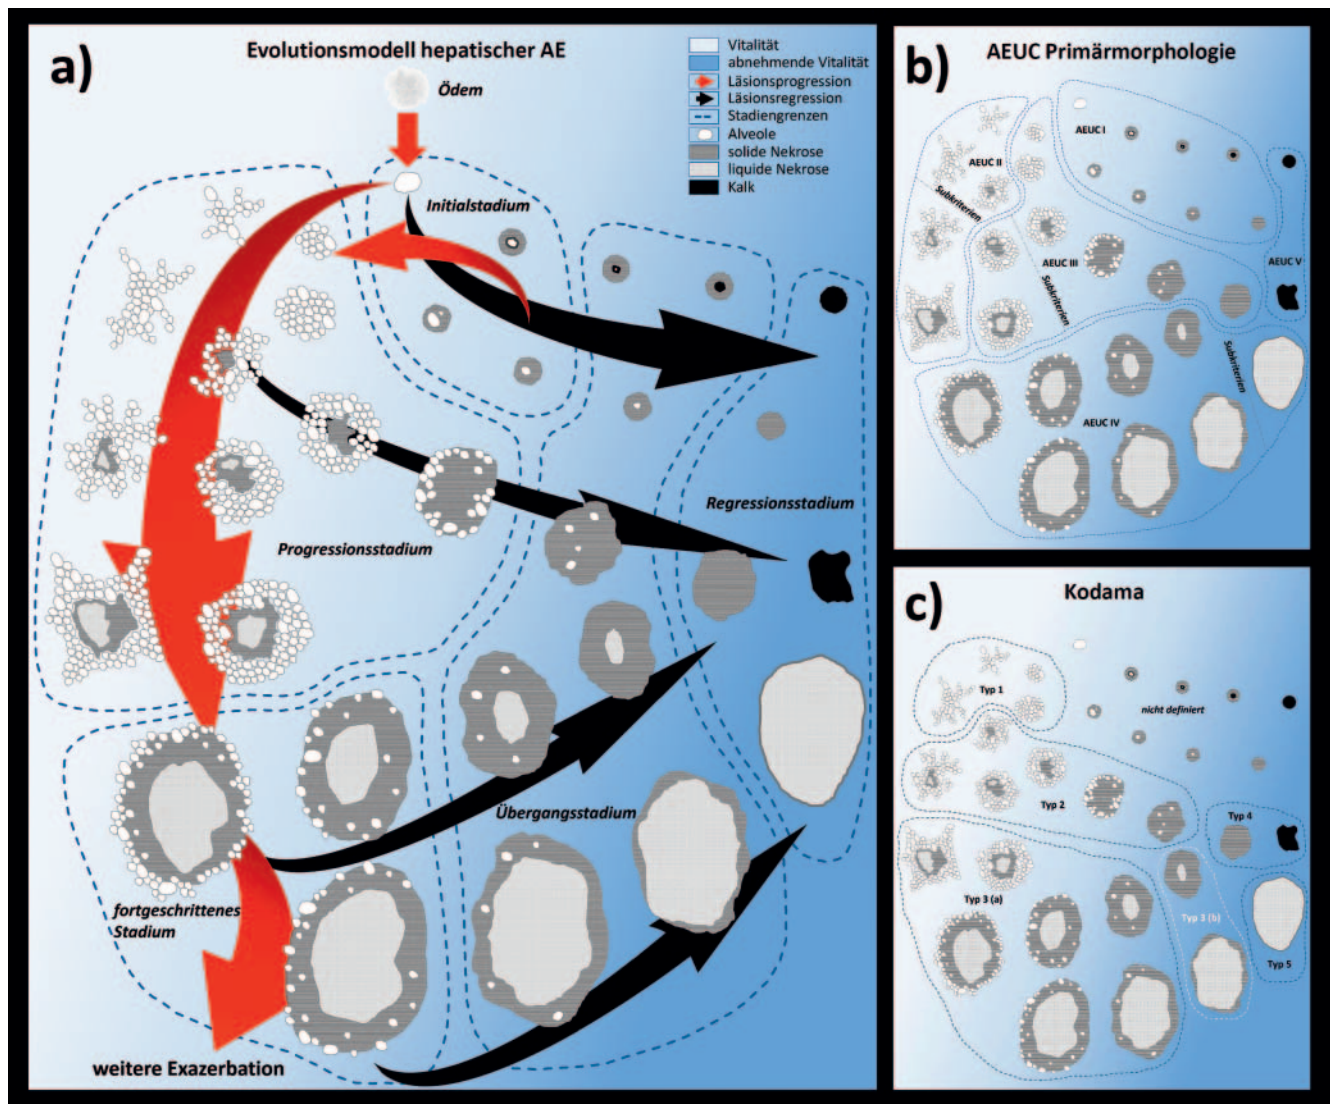 a)
Evolutionsmodell hepatischer AE
Ödem
Vitalität
abnehmende Vitalität
Läsionsprogression
Läsionsregression
Stadiengrenzen
Alveole
solide Nekrose
liquide Nekrose
Kalk
Initialstadium
Progressionsstadium
Regressionsstadium
Übergangsstadium
fortgeschrittenes
Stadium
weitere Exazerbation
b)
AEUC Primärmorphologie
AEUC I
AEUC II
Subkriterien
AEUC III
Subkriterien
AEUC V
Subkriterien
AEUC IV
c)
Kodama
Typ 1
nicht definiert
Typ 2
Typ 4
Typ 3 (a)
Typ 3 (b)
Typ 5